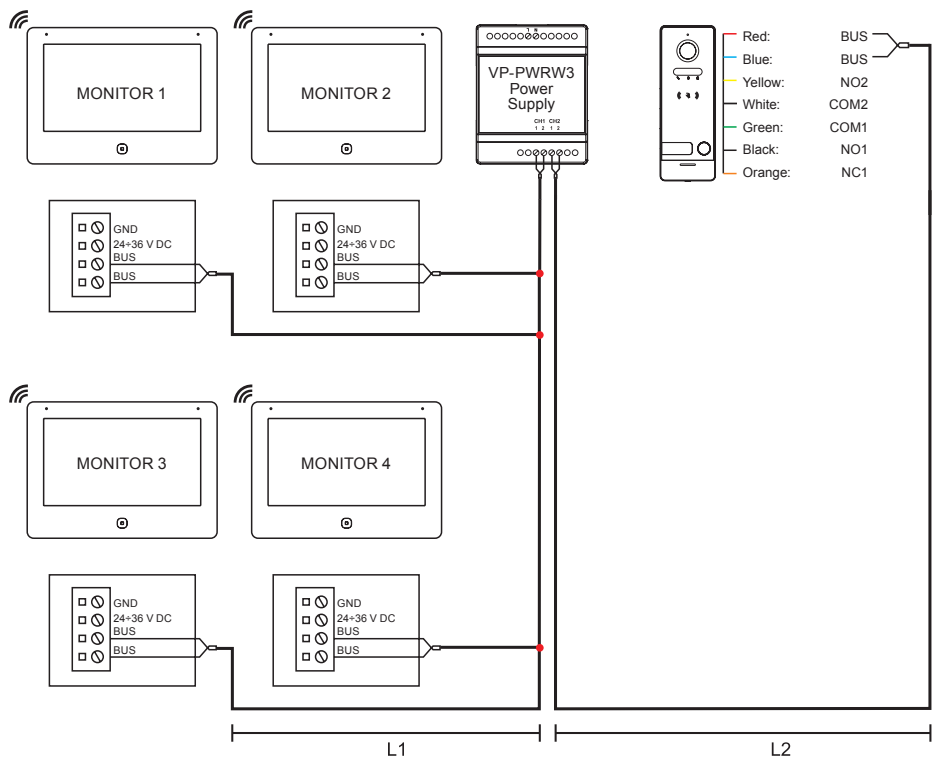 MONITOR 1
MONITOR 2
L N
VP-PWRW3
Power
Supply
CH1 CH2
1 2 1 2
Red: BUS
Blue: BUS
Yellow: NO2
White: COM2
Green: COM1
Black: NO1
Orange: NC1
GND
24÷36 V DC
BUS
BUS
GND
24÷36 V DC
BUS
BUS
MONITOR 3
MONITOR 4
GND
24÷36 V DC
BUS
BUS
GND
24÷36 V DC
BUS
BUS
L1
L2